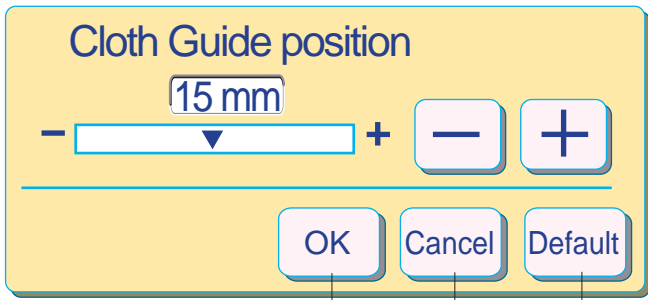 Cloth Guide position
15 mm
- + — +
OK Cancel Default